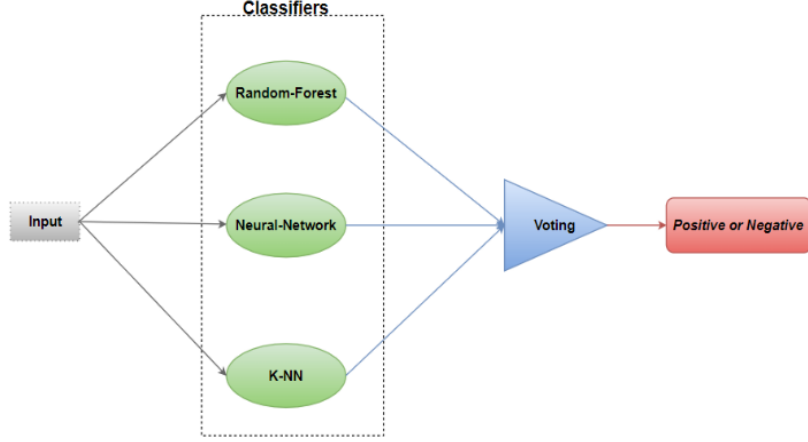 Classifiers
Random-Forest
Input
Neural-Network
Voting
Positive or Negative
K-NN